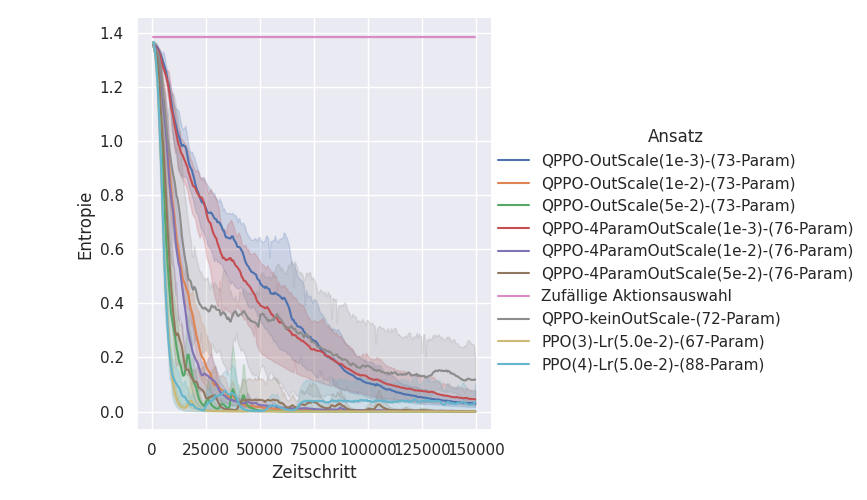 1.4
1.2
1.0
0.8
0.6
0.4
0.2
0.0
Entropie
0 25000 50000 75000 100000 125000 150000
Zeitschritt
Ansatz
QPPO-OutScale(1e-3)-(73-Param)
QPPO-OutScale(1e-2)-(73-Param)
QPPO-OutScale(5e-2)-(73-Param)
QPPO-4ParamOutScale(1e-3)-(76-Param)
QPPO-4ParamOutScale(1e-2)-(76-Param)
QPPO-4ParamOutScale(5e-2)-(76-Param)
Zufällige Aktionsauswahl
QPPO-keinOutScale-(72-Param)
PPO(3)-Lr(5.0e-2)-(67-Param)
PPO(4)-Lr(5.0e-2)-(88-Param)